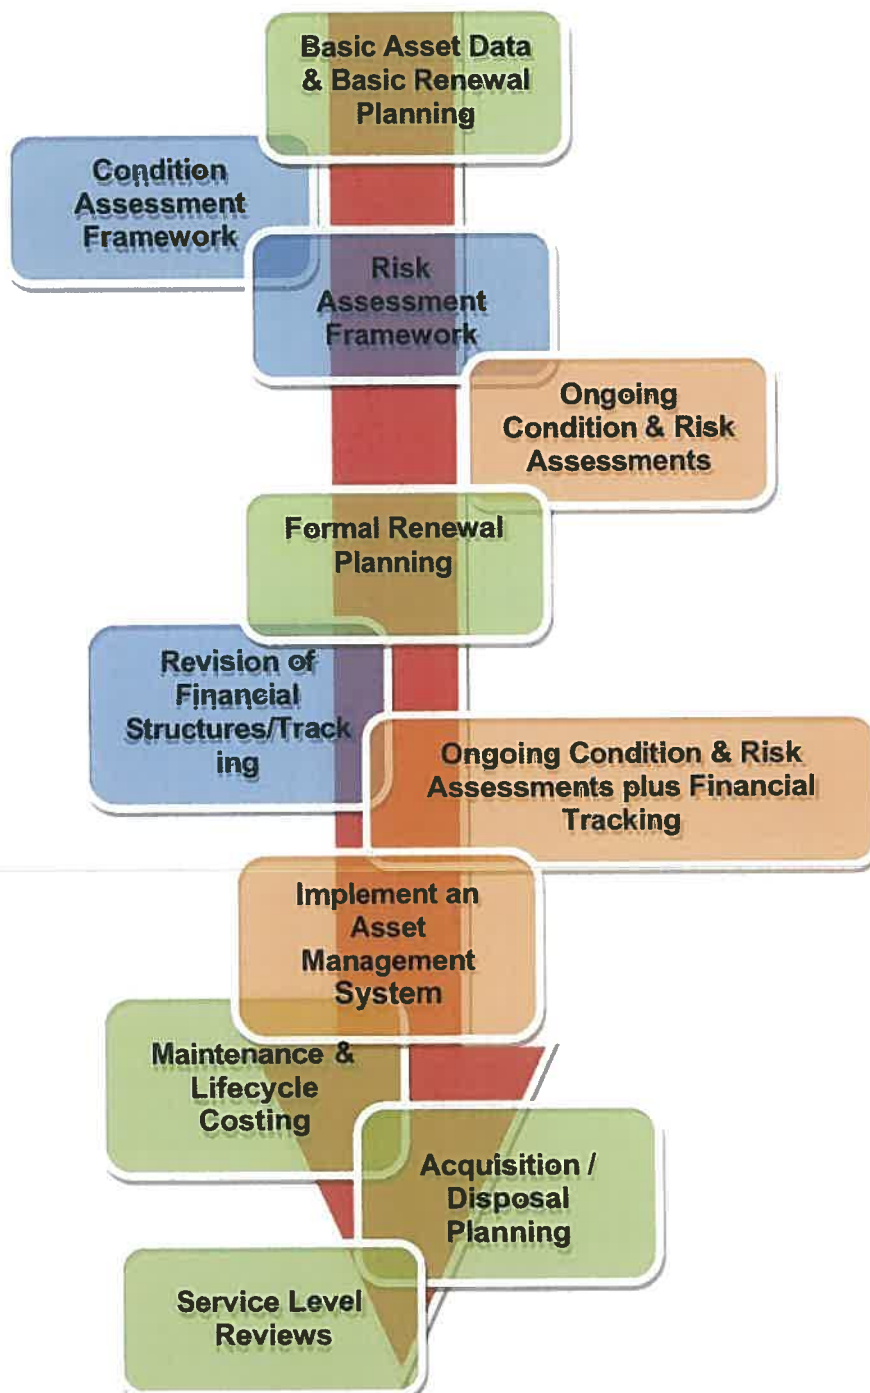 Basic Asset Data
& Basic Renewal
Planning
Condition
Assessment
Framework
Risk
Assessment
Framework
Ongoing
Condition & Risk
Assessments
Formal Renewal
Planning
Revision of
Financial
Structures/Track
ing
Ongoing Condition & Risk
Assessments plus Financial
Tracking
Implement an
Asset
Management
System
Maintenance &
Lifecycle
Costing
Acquisition /
Disposal
Planning
Service Level
Reviews